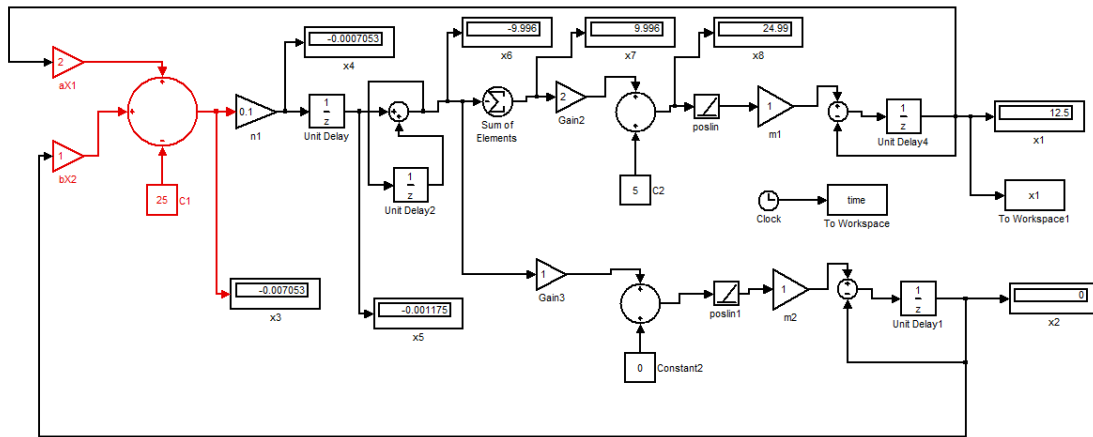 -0.0007053
x4
-9.996
x6
9.996
x7
24.99
x8
2
aX1
+
+
-
0.1
n1
1
z
Unit Delay
+
+
-
Sum of
Elements
2
Gain2
+
+
poslin
1
m1
+
-
1
z
Unit Delay4
12.5
x1
1
bX2
25
C1
1
z
Unit Delay2
5
C2
Clock
time
To Workspace
x1
To Workspace1
-0.007053
x3
-0.001175
x5
1
Gain3
+
+
poslin1
1
m2
+
-
1
z
Unit Delay1
0
x2
0
Constant2